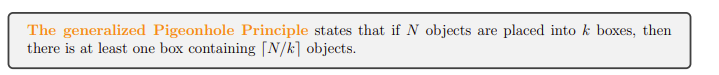 The generalized Pigeonhole Principle states that if N objects are placed into k boxes, then
there is at least one box containing ⌈N/k⌉ objects.